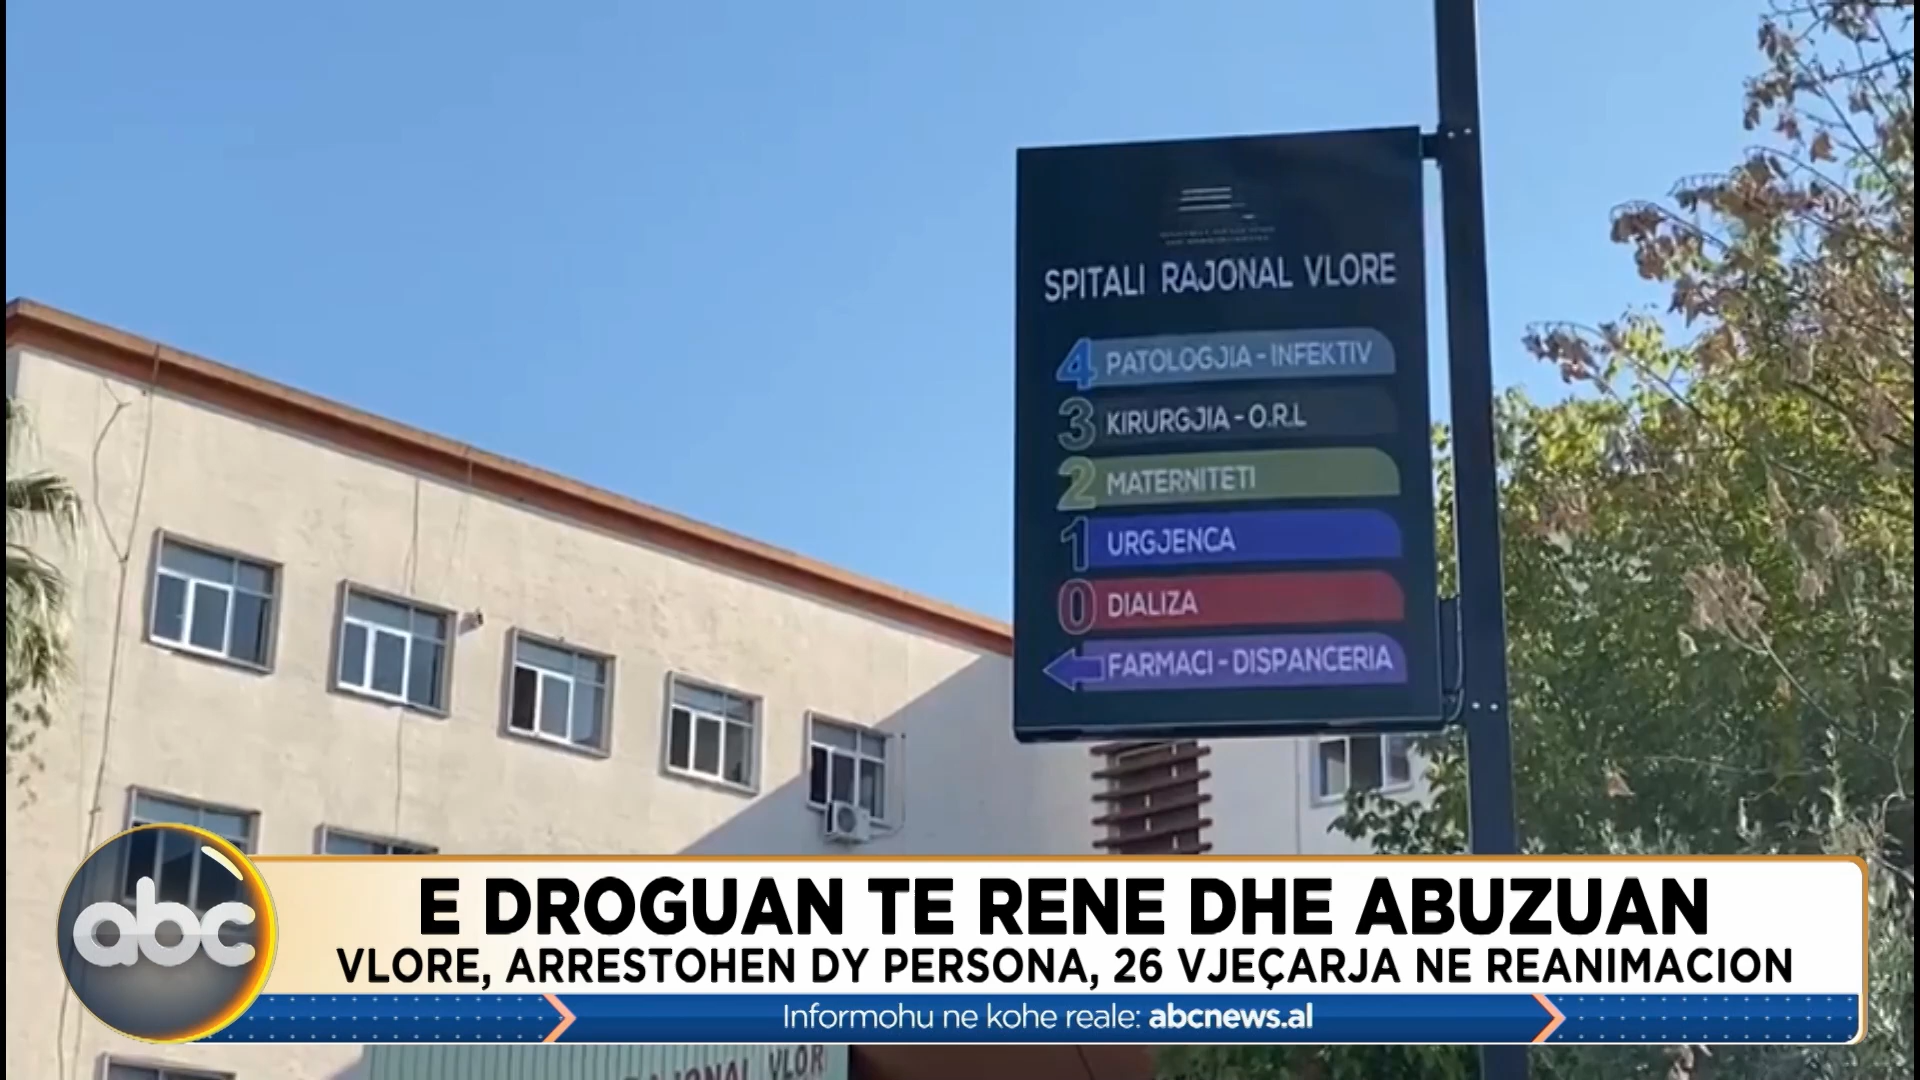 SPITALI RAJONAL VLORE
4 PATOLOGJIA - INFEKTIV
3 KIRURGJIA - O.R.L
2 MATERNITETI
1 URGJENCA
0 DIALIZA
FARMACI - DISPANCERIA
abc
E DROGUAN TE RENE DHE ABUZUAN
VLORE, ARRESTOHEN DY PERSONA, 26 VJEÇARJA NE REANIMACION
Informohu ne kohe reale: abcnews.al
VLOR